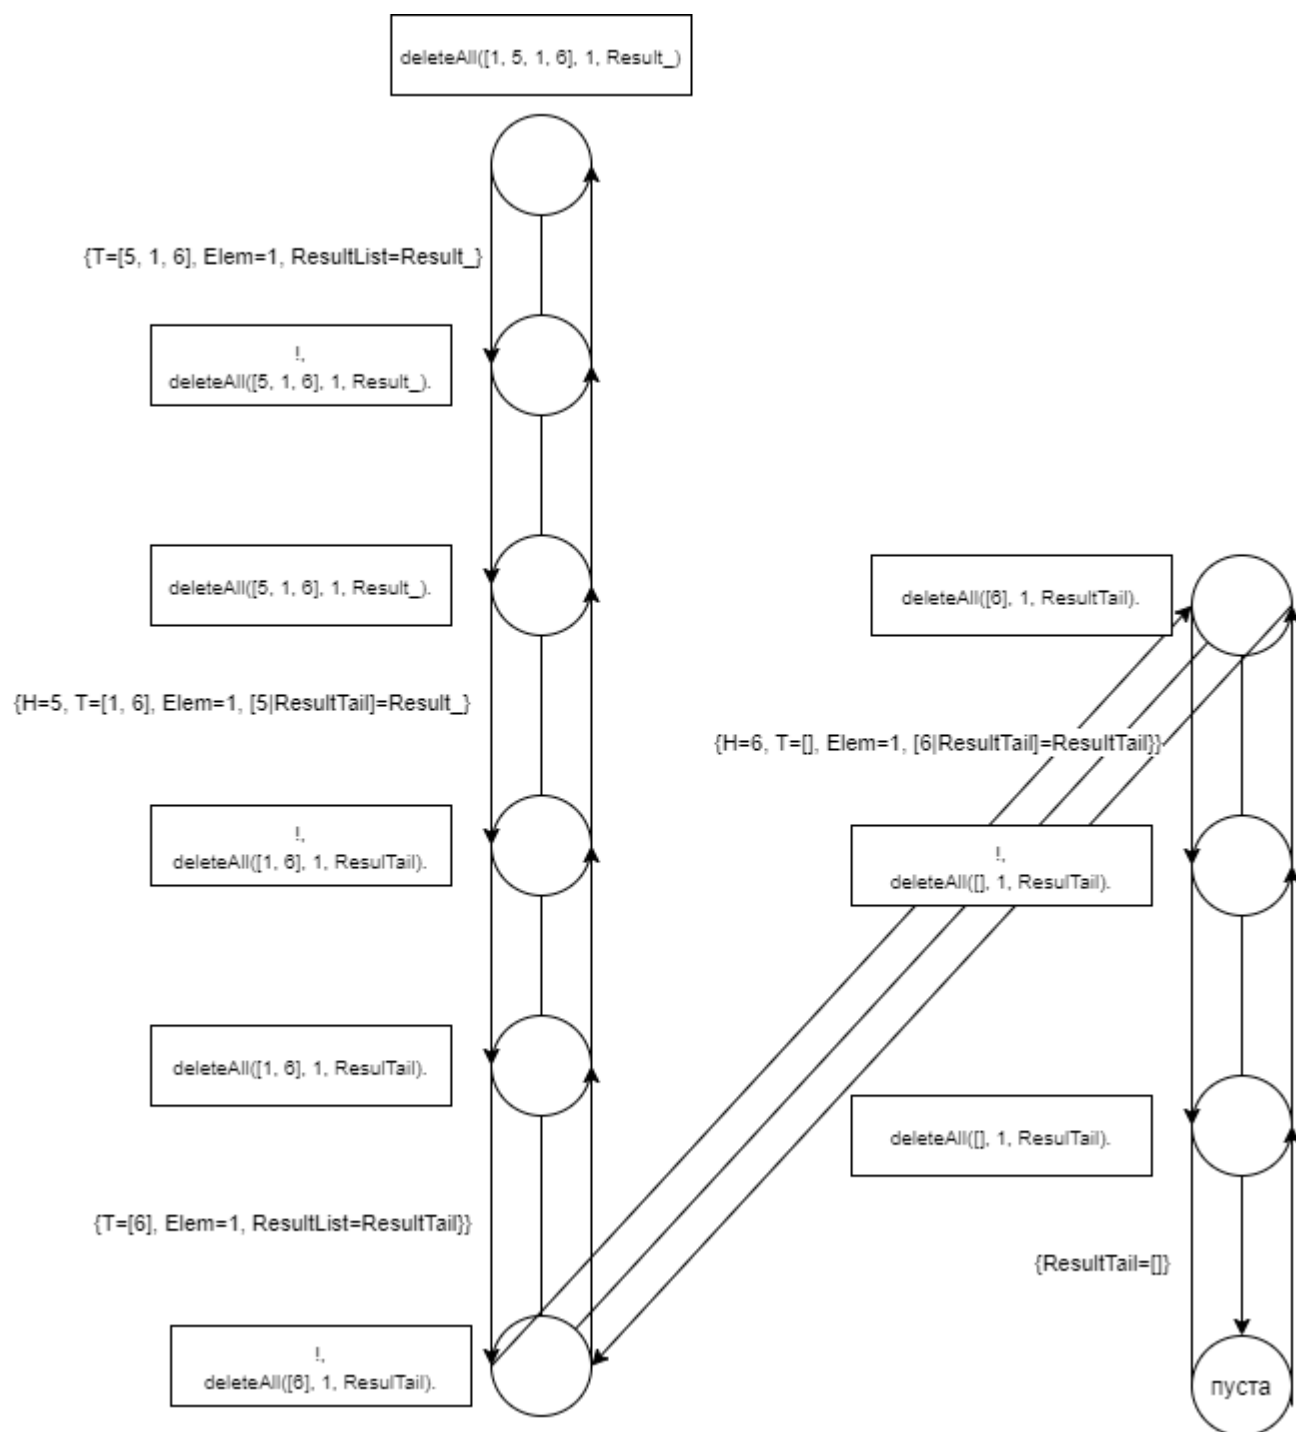 deleteAll([1, 5, 1, 6], 1, Result_)
{T=[5, 1, 6], Elem=1, ResultList=Result_}
!,
deleteAll([5, 1, 6], 1, Result_).
deleteAll([5, 1, 6], 1, Result_).
{H=5, T=[1, 6], Elem=1, [5|ResultTail]=Result_}
!,
deleteAll([1, 6], 1, ResulTail).
deleteAll([1, 6], 1, ResulTail).
{T=[6], Elem=1, ResultList=ResultTail}}
!,
deleteAll([6], 1, ResulTail).
deleteAll([6], 1, ResultTail).
{H=6, T=[], Elem=1, [6|ResultTail]=ResultTail}}
!,
deleteAll([], 1, ResulTail).
deleteAll([], 1, ResulTail).
{ResultTail=[]}
пуста